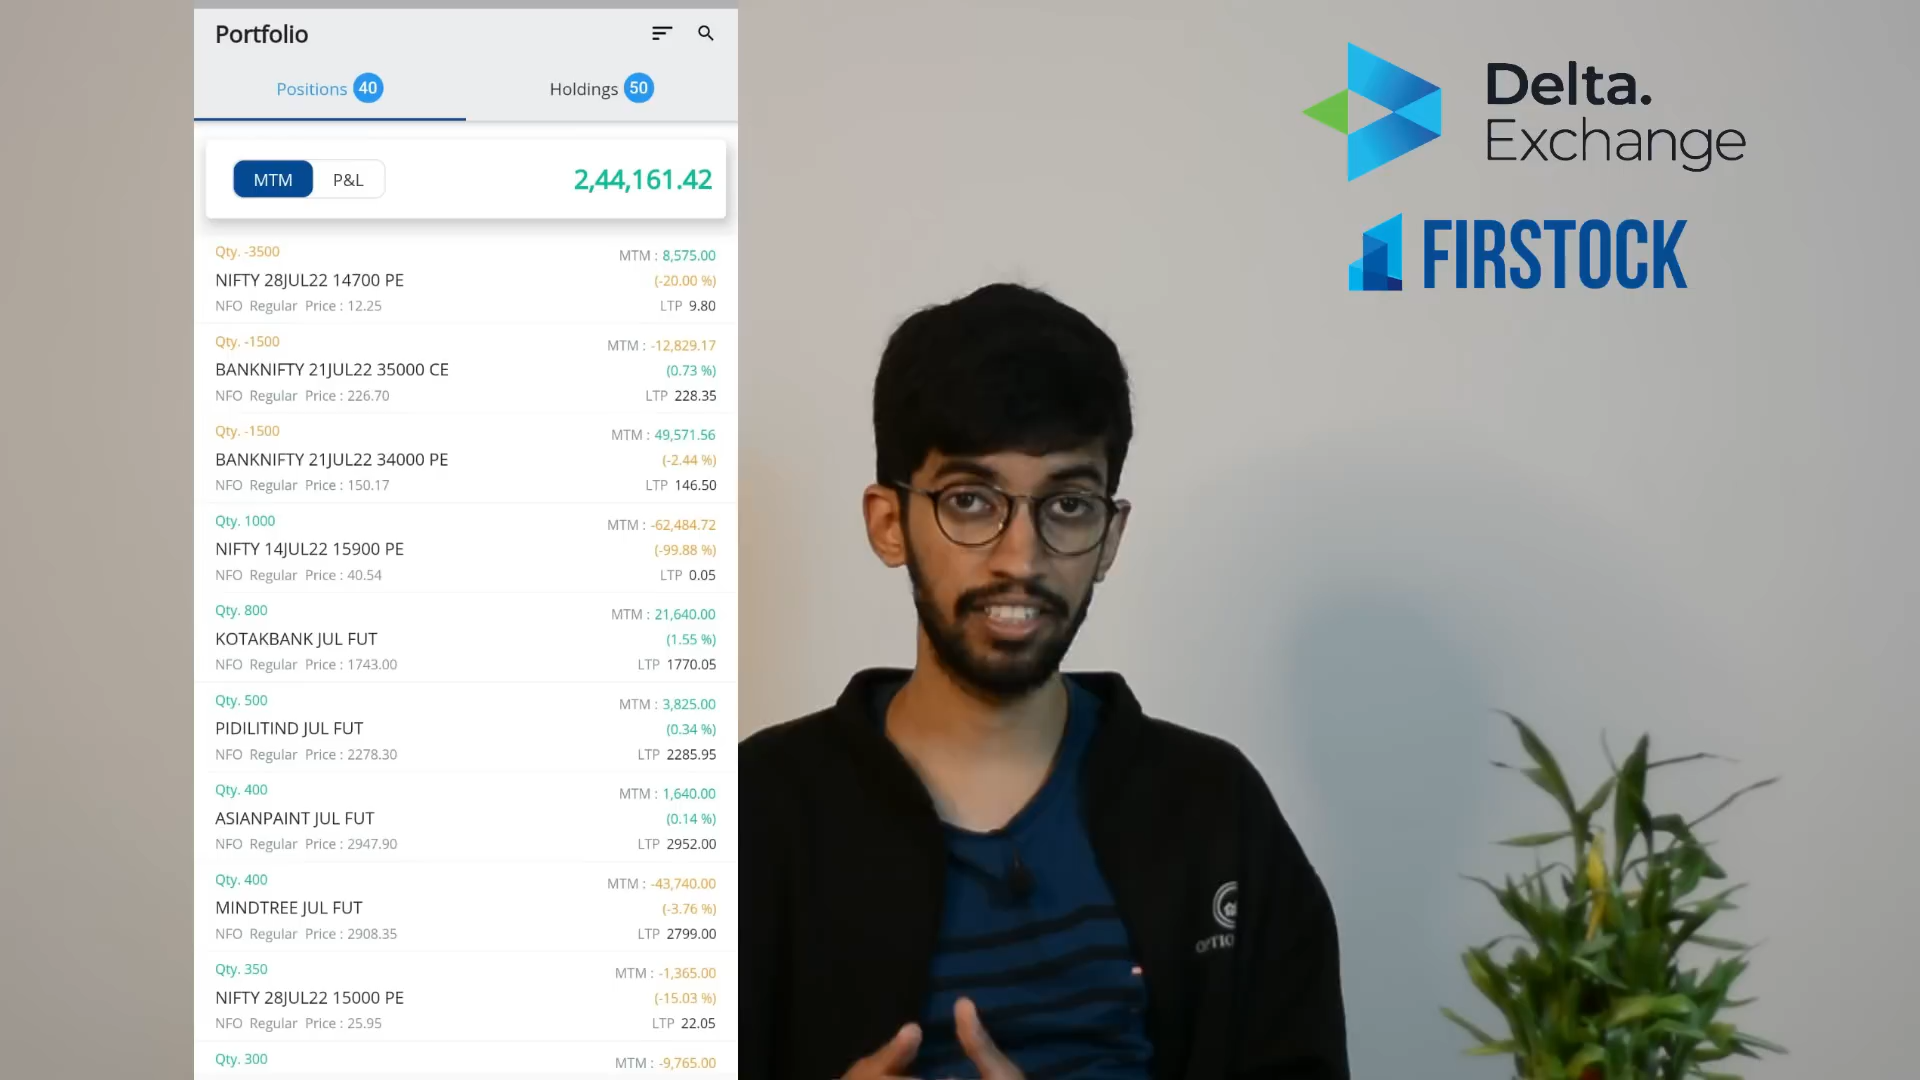 Portfolio
Positions 40
Holdings 50
MTM P&L 2,44,161.42
Qty. -3500 MTM : 8,575.00
NIFTY 28JUL22 14700 PE (-20.00 %)
NFO Regular Price : 12.25 LTP 9.80
Qty. -1500 MTM : -12,829.17
BANKNIFTY 21JUL22 35000 CE (0.73 %)
NFO Regular Price : 226.70 LTP 228.35
Qty. -1500 MTM : 49,571.56
BANKNIFTY 21JUL22 34000 PE (-2.44 %)
NFO Regular Price : 150.17 LTP 146.50
Qty. 1000 MTM : -62,484.72
NIFTY 14JUL22 15900 PE (-99.88 %)
NFO Regular Price : 40.54 LTP 0.05
Qty. 800 MTM : 21,640.00
KOTAKBANK JUL FUT (1.55 %)
NFO Regular Price : 1743.00 LTP 1770.05
Qty. 500 MTM : 3,825.00
PIDILITIND JUL FUT (0.34 %)
NFO Regular Price : 2278.30 LTP 2285.95
Qty. 400 MTM : 1,640.00
ASIANPAINT JUL FUT (0.14 %)
NFO Regular Price : 2947.90 LTP 2952.00
Qty. 400 MTM : -43,740.00
MINDTREE JUL FUT (-3.76 %)
NFO Regular Price : 2908.35 LTP 2799.00
Qty. 350 MTM : -1,365.00
NIFTY 28JUL22 15000 PE (-15.03 %)
NFO Regular Price : 25.95 LTP 22.05
Qty. 300 MTM : -9,765.00
Delta.
Exchange
FIRSTOCK
OPTIO